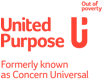 Out of
poverty
United
Purpose
Formerly known
as Concern Universal